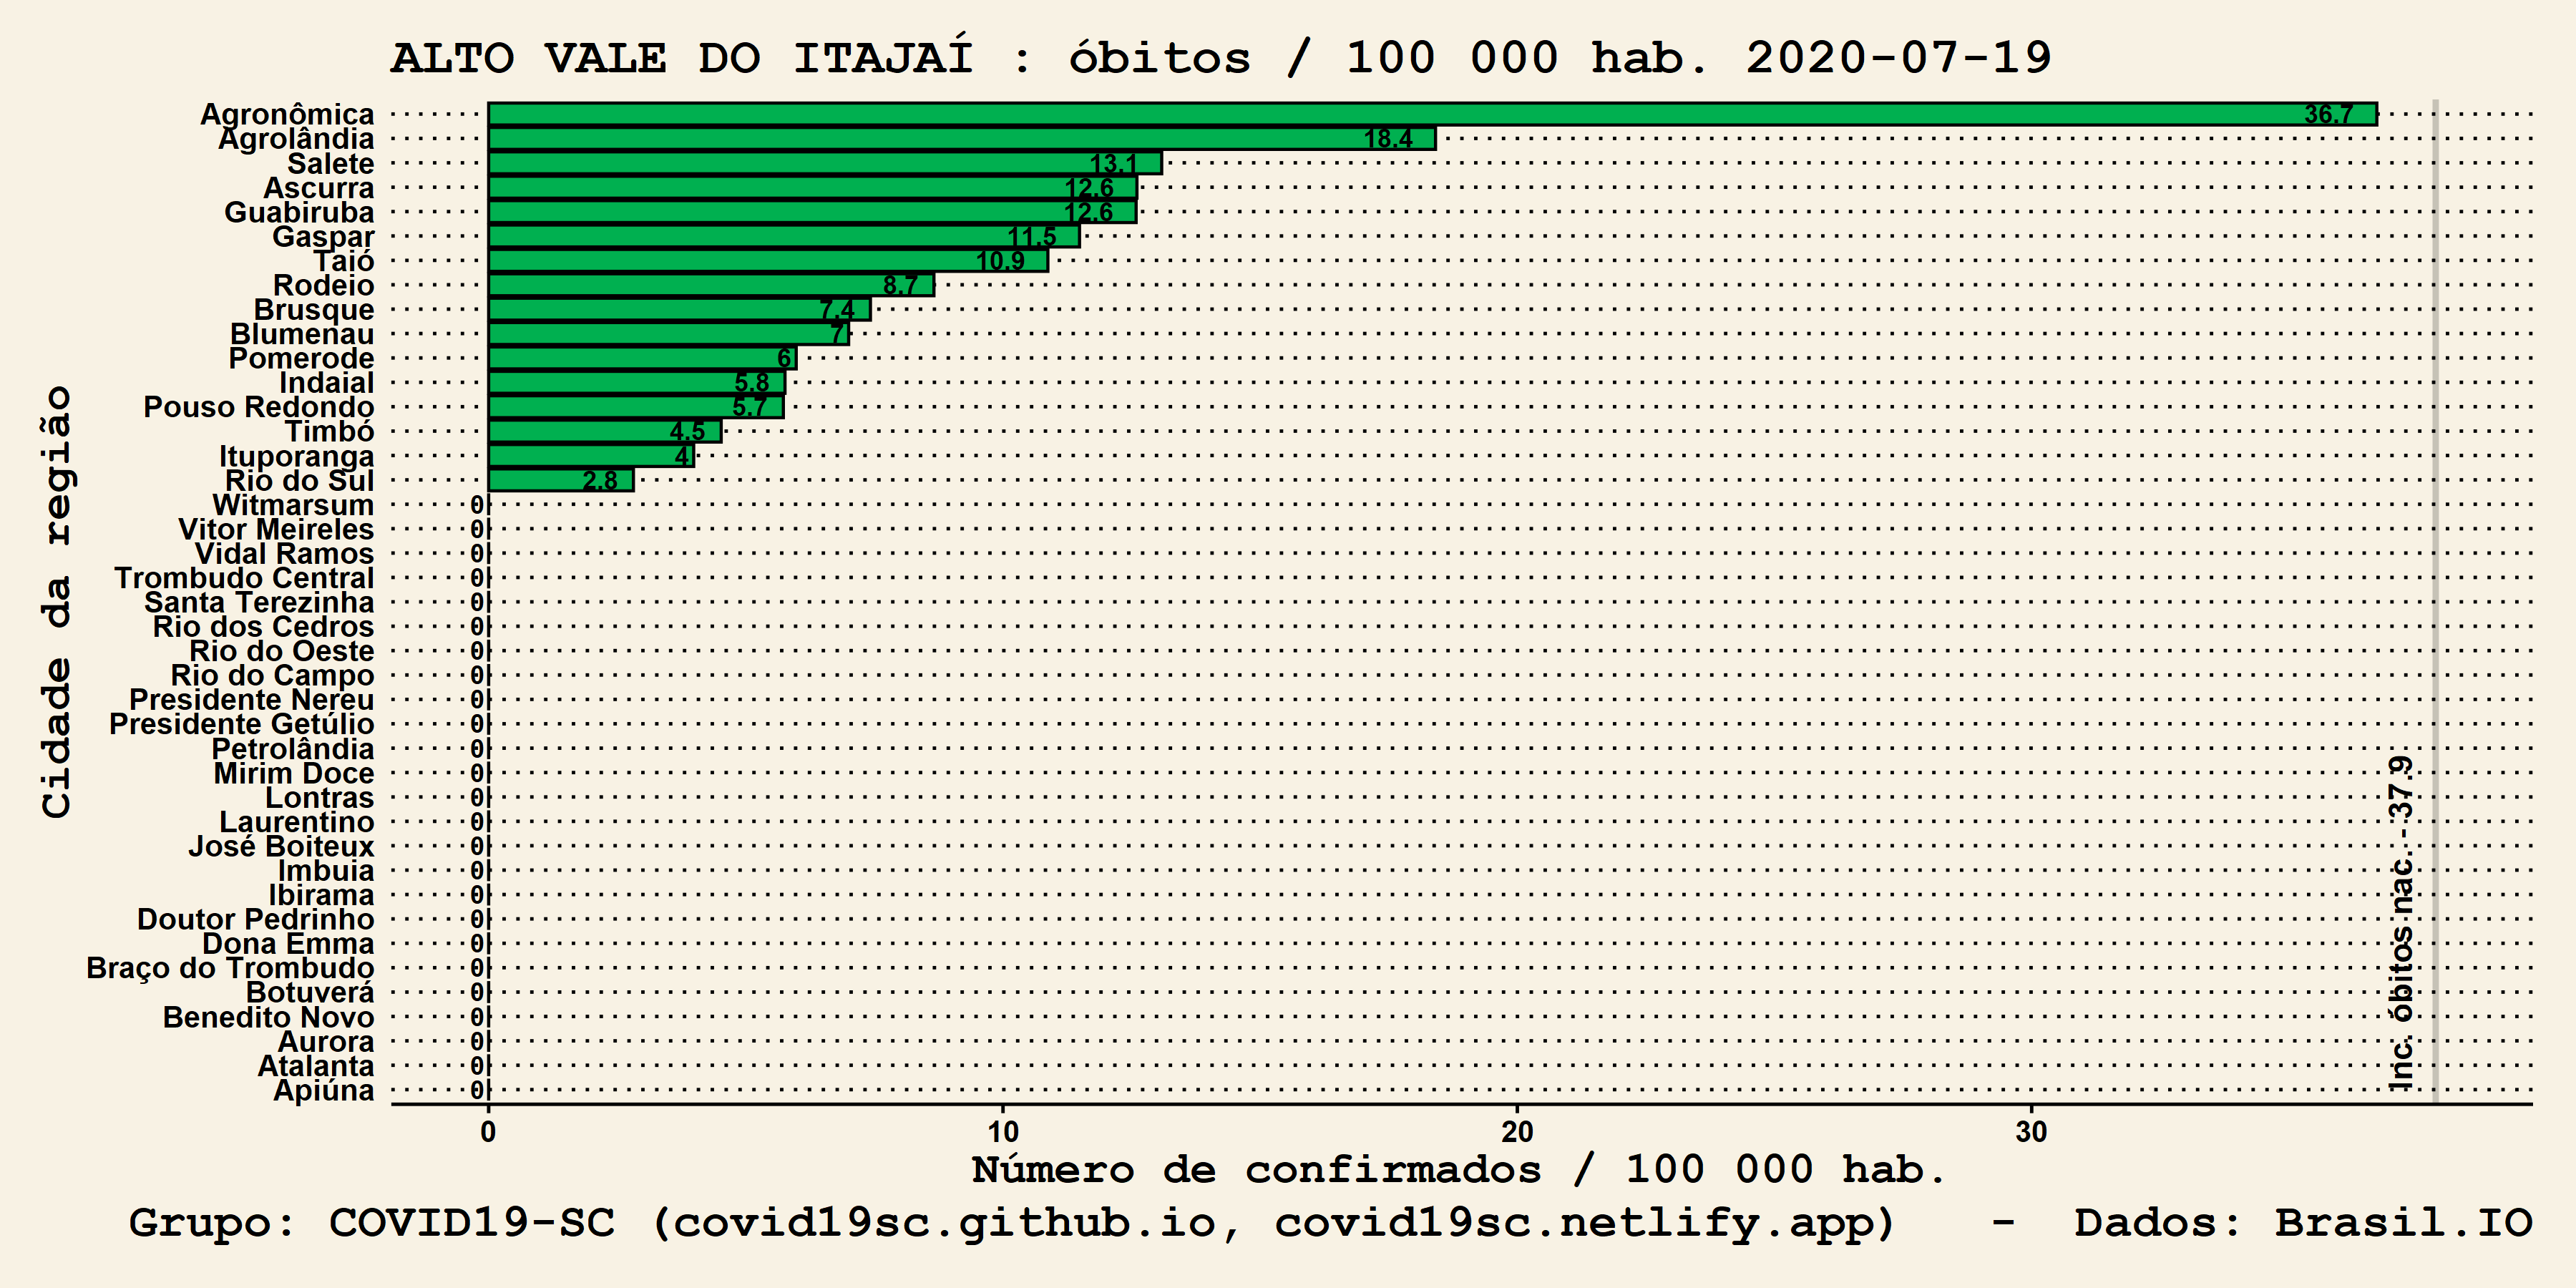 ALTO VALE DO ITAJAÍ : óbitos / 100 000 hab. 2020-07-19
Cidade da região
Agronômica 36.7
Agrolândia 18.4
Salete 13.1
Ascurra 12.6
Guabiruba 12.6
Gaspar 11.5
Taió 10.9
Rodeio 8.7
Brusque 7.4
Blumenau 7
Pomerode 6
Indaial 5.8
Pouso Redondo 5.7
Timbó 4.5
Ituporanga 4
Rio do Sul 2.8
Witmarsum 0
Vitor Meireles 0
Vidal Ramos 0
Trombudo Central 0
Santa Terezinha 0
Rio dos Cedros 0
Rio do Oeste 0
Rio do Campo 0
Presidente Nereu 0
Presidente Getúlio 0
Petrolândia 0
Mirim Doce 0
Lontras 0
Laurentino 0
José Boiteux 0
Imbuia 0
Ibirama 0
Doutor Pedrinho 0
Dona Emma 0
Braço do Trombudo 0
Botuverá 0
Benedito Novo 0
Aurora 0
Atalanta 0
Apiúna 0
Inc. óbitos nac. - 37.9
0 10 20 30
Número de confirmados / 100 000 hab.
Grupo: COVID19-SC (covid19sc.github.io, covid19sc.netlify.app) - Dados: Brasil.IO